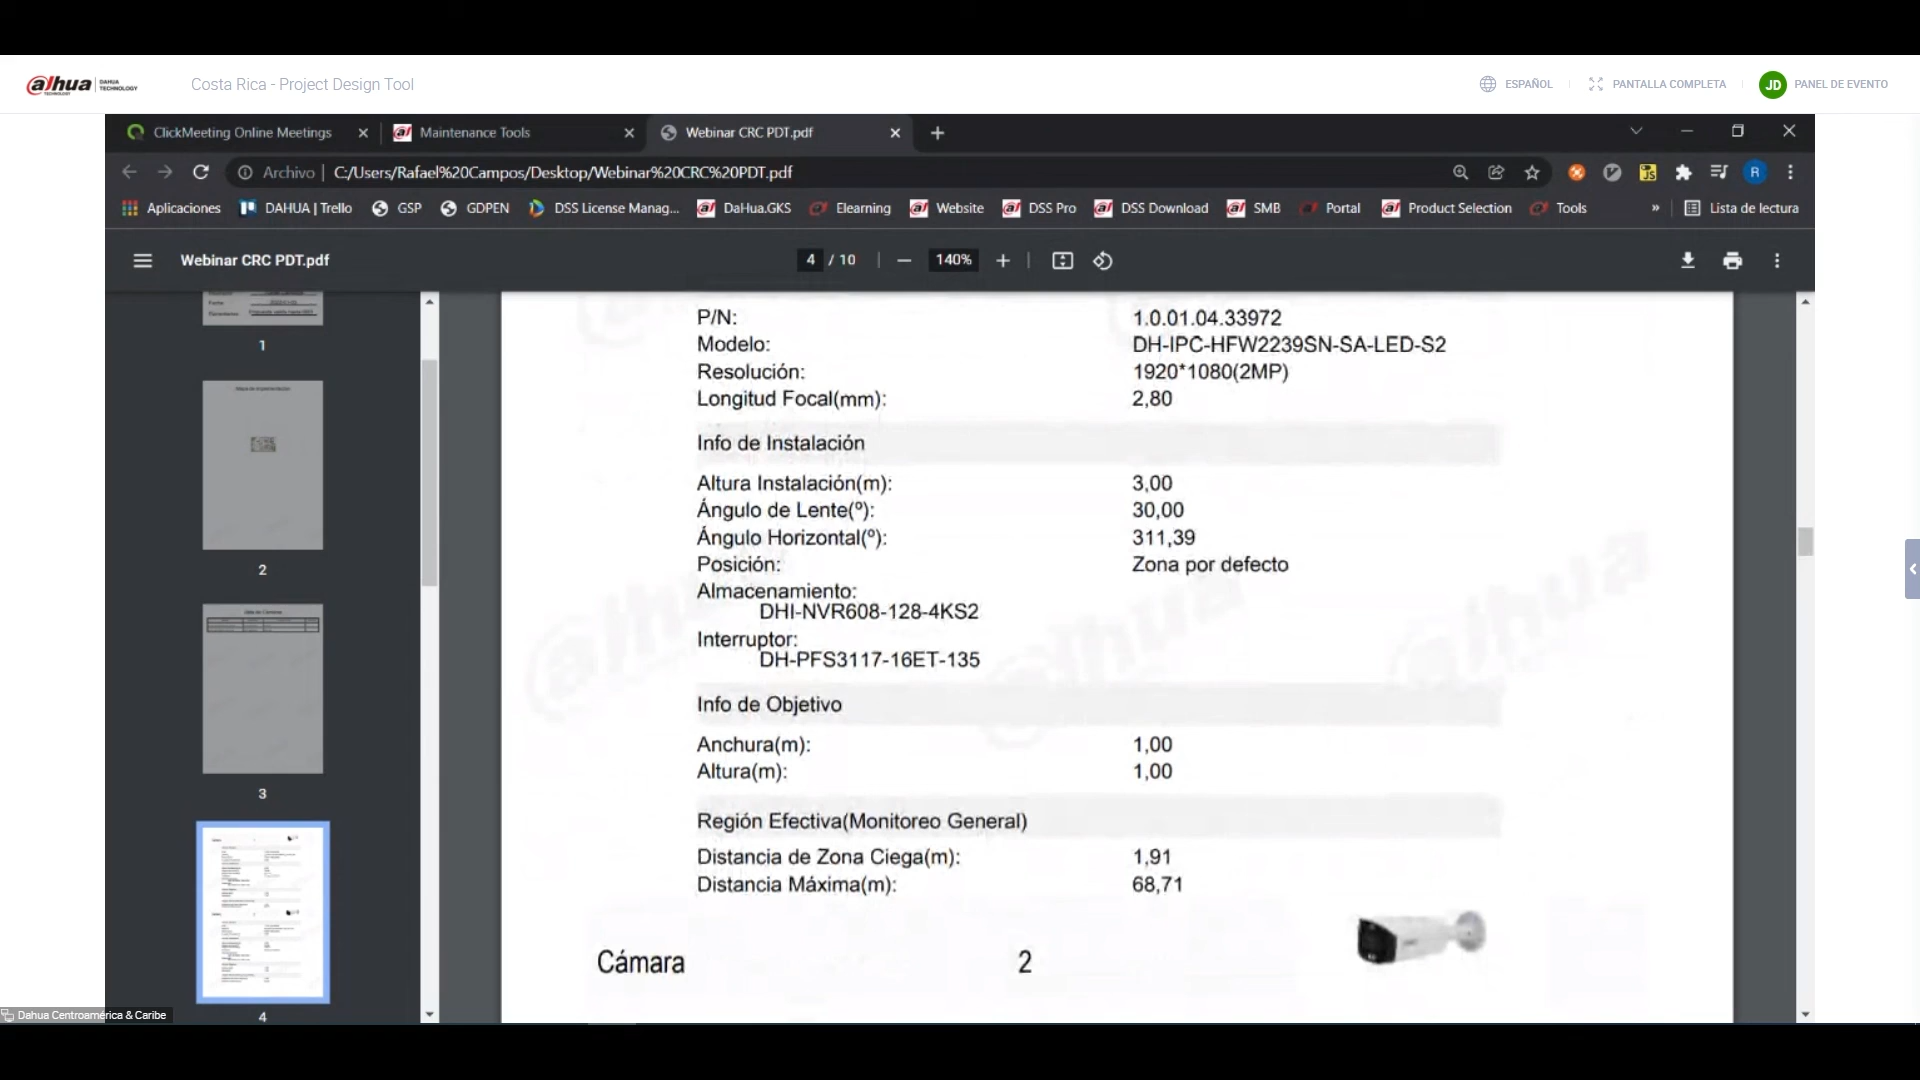 alhua DAHUA TECHNOLOGY
Costa Rica - Project Design Tool
ESPAÑOL
PANTALLA COMPLETA
JD PANEL DE EVENTO
ClickMeeting Online Meetings
Maintenance Tools
Webinar CRC PDT.pdf
Archivo | C:/Users/Rafael%20Campos/Desktop/Webinar%20CRC%20PDT.pdf
R
Aplicaciones
DAHUA | Trello
GSP
GDPEN
DSS License Manag...
DaHua.GKS
Elearning
Website
DSS Pro
DSS Download
SMB
Portal
Product Selection
Tools
»
Lista de lectura
Webinar CRC PDT.pdf
4 / 10
140%
1
2
3
4
P/N: 1.0.01.04.33972
Modelo: DH-IPC-HFW2239SN-SA-LED-S2
Resolución: 1920*1080(2MP)
Longitud Focal(mm): 2,80
Info de Instalación
Altura Instalación(m): 3,00
Ángulo de Lente(º): 30,00
Ángulo Horizontal(º): 311,39
Posición: Zona por defecto
Almacenamiento:
DHI-NVR608-128-4KS2
Interruptor:
DH-PFS3117-16ET-135
Info de Objetivo
Anchura(m): 1,00
Altura(m): 1,00
Región Efectiva(Monitoreo General)
Distancia de Zona Ciega(m): 1,91
Distancia Máxima(m): 68,71
Cámara 2
Dahua Centroamérica & Caribe